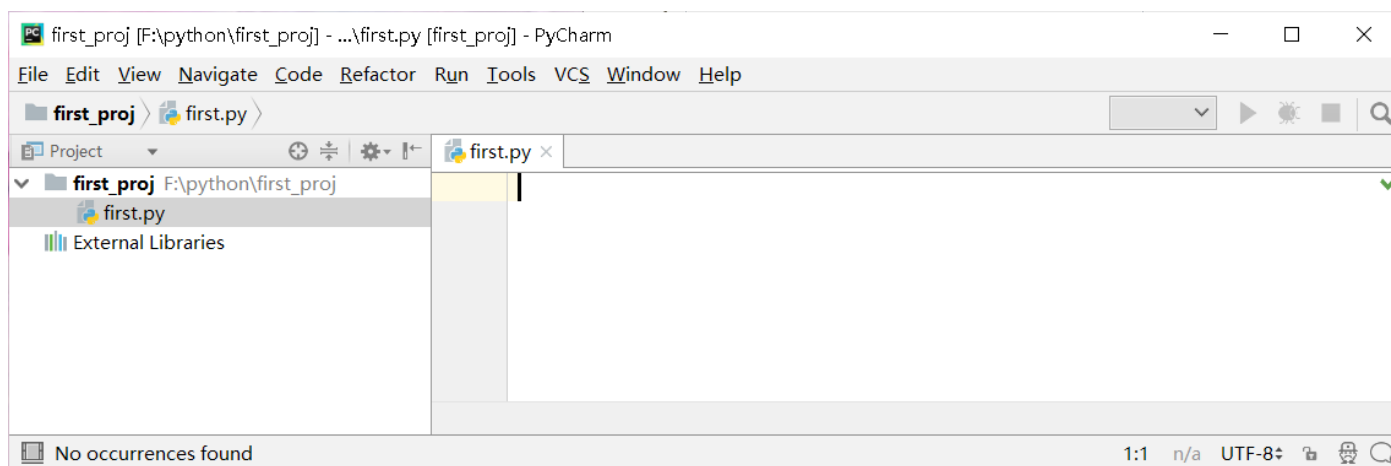 first_proj [F:\python\first_proj] - ...\first.py [first_proj] - PyCharm
File Edit View Navigate Code Refactor Run Tools VCS Window Help
first_proj first.py
Project
first.py
first_proj F:\python\first_proj
first.py
External Libraries
No occurrences found
1:1 n/a UTF-8